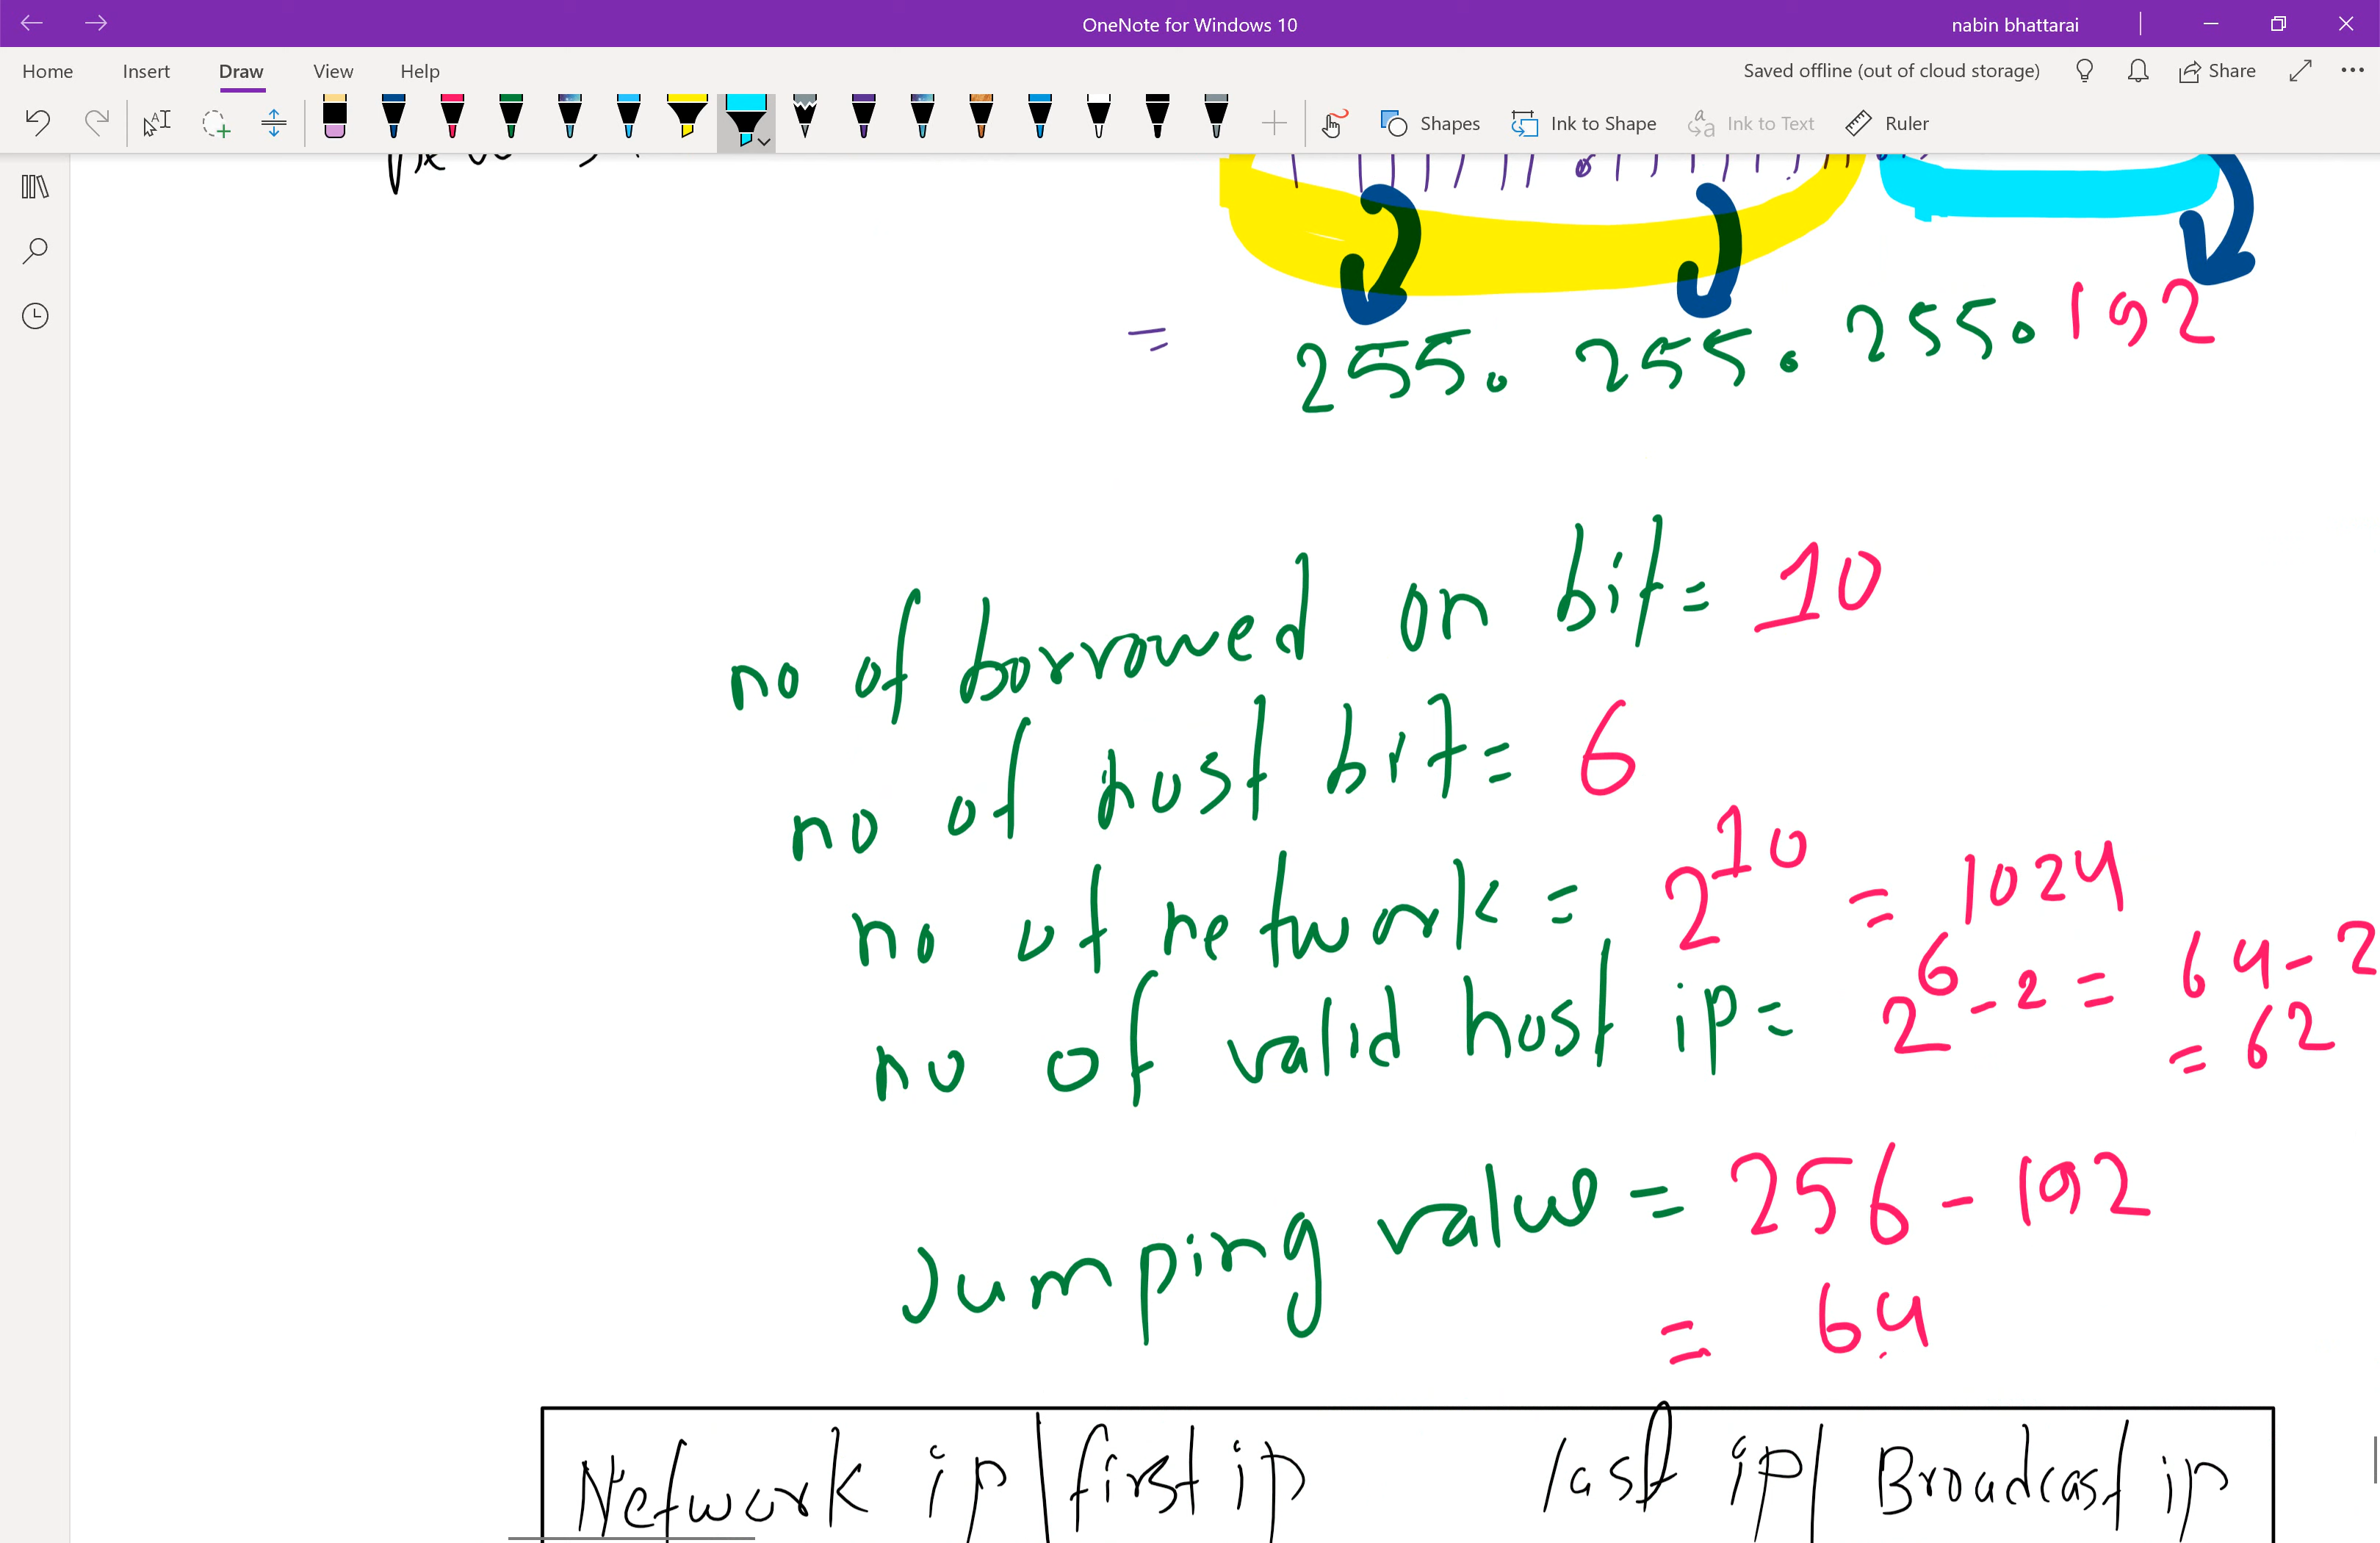 OneNote for Windows 10
nabin bhattarai
Home Insert Draw View Help
Saved offline (out of cloud storage) Share
Shapes Ink to Shape Ink to Text Ruler
= 255. 255. 255. 192
no of borrowed on bit = 10
no of host bit = 6
no of network = 2^10 = 1024
no of valid host ip = 2^6 - 2 = 64 - 2
= 62
Jumping value = 256 - 192
= 64
Network ip | first ip last ip | Broadcast ip